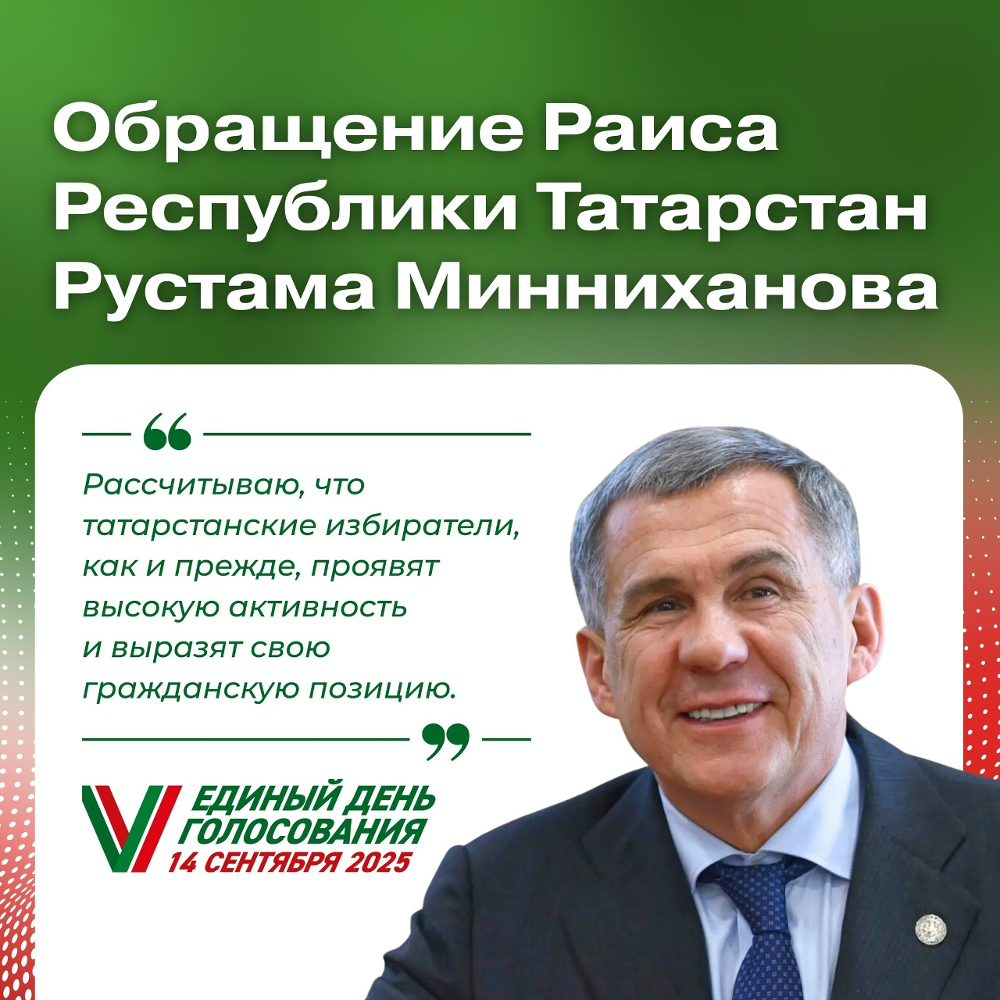 Обращение Раиса
Республики Татарстан
Рустама Минниханова
“
Рассчитываю, что
татарстанские избиратели,
как и прежде, проявят
высокую активность
и выразят свою
гражданскую позицию.
”
ЕДИНЫЙ ДЕНЬ
ГОЛОСОВАНИЯ
14 СЕНТЯБРЯ 2025